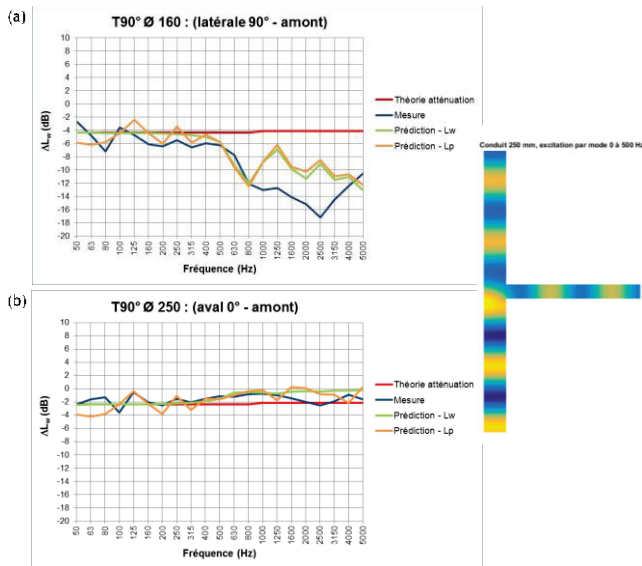 (a)
T90° Ø 160 : (latérale 90° - amont)
10
8
6
4
2
0
-2
-4
-6
-8
-10
-12
-14
-16
-18
-20
ΔLw (dB)
50 63 80 100 125 160 200 250 315 400 500 630 800 1000 1250 1600 2000 2500 3150 4000 5000
Fréquence (Hz)
Théorie atténuation
Mesure
Prédiction - Lw
Prédiction - Lp
Conduit 250 mm, excitation par mode 0 à 500 Hz
(b)
T90° Ø 250 : (aval 0° - amont)
10
8
6
4
2
0
-2
-4
-6
-8
-10
-12
-14
-16
-18
-20
ΔLw (dB)
50 63 80 100 125 160 200 250 315 400 500 630 800 1000 1250 1600 2000 2500 3150 4000 5000
Fréquence (Hz)
Théorie atténuation
Mesure
Prédiction - Lw
Prédiction - Lp